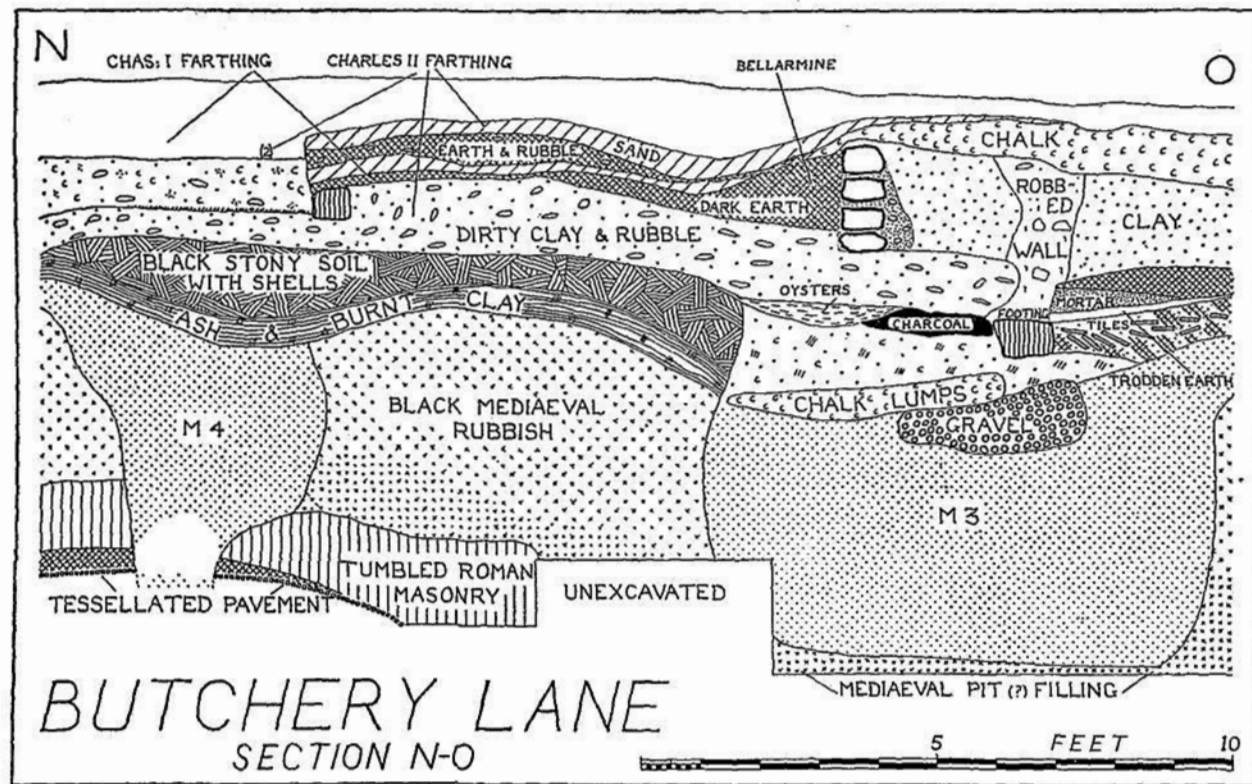 N
O
CHAS: I FARTHING
CHARLES II FARTHING
BELLARMINE
(?)
SAND
EARTH & RUBBLE
CHALK
DARK EARTH
ROBB-
ED
WALL
CLAY
DIRTY CLAY & RUBBLE
BLACK STONY SOIL
WITH SHELLS
OYSTERS
MORTAR
ASH & BURNT CLAY
CHARCOAL
FOOTING
TILES
TRODDEN EARTH
CHALK LUMPS
GRAVEL
BLACK MEDIAEVAL
RUBBISH
M 4
M 3
TUMBLED ROMAN
MASONRY
UNEXCAVATED
TESSELLATED PAVEMENT
MEDIAEVAL PIT (?) FILLING
BUTCHERY LANE
SECTION N-O
5 FEET 10